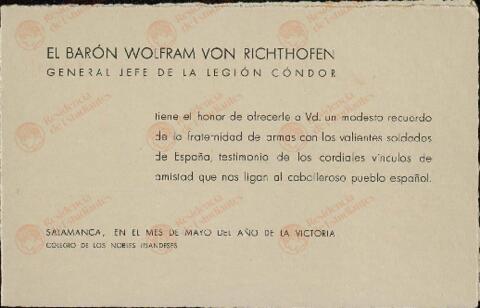 EL BARÓN WOLFRAM VON RICHTHOFEN
GENERAL JEFE DE LA LEGIÓN CÓNDOR
tiene el honor de ofrecerle a Vd. un modesto recuerdo
de la fraternidad de armas con los valientes soldados
de España, testimonio de los cordiales vínculos de
amistad que nos ligan al caballeroso pueblo español.
SALAMANCA, EN EL MES DE MAYO DEL AÑO DE LA VICTORIA
COLEGIO DE LOS NOBLES IRLANDESES
Residencia
de Estudiantes